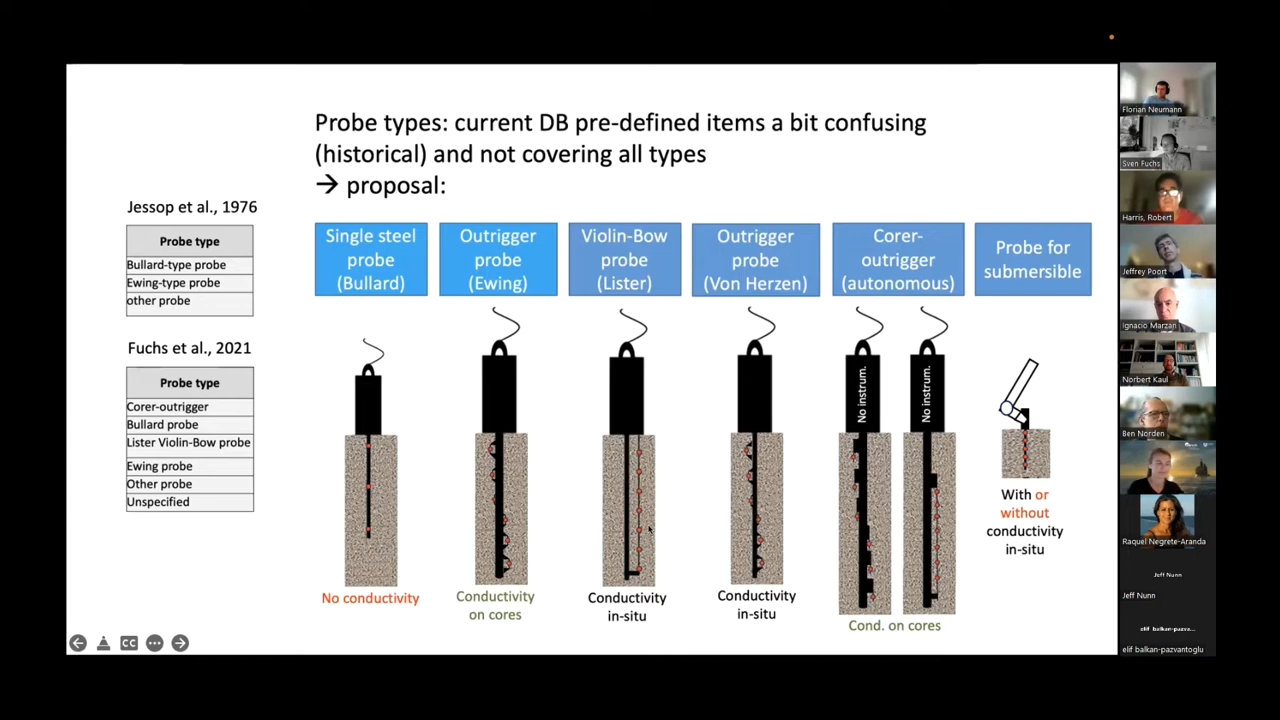 Probe types: current DB pre-defined items a bit confusing
(historical) and not covering all types
→ proposal:
Jessop et al., 1976
Probe type
Bullard-type probe
Ewing-type probe
other probe
Fuchs et al., 2021
Probe type
Corer-outrigger
Bullard probe
Lister Violin-Bow probe
Ewing probe
Other probe
Unspecified
Single steel
probe
(Bullard)
Outrigger
probe
(Ewing)
Violin-Bow
probe
(Lister)
Outrigger
probe
(Von Herzen)
Corer-
outrigger
(autonomous)
Probe for
submersible
No instrum.
No instrum.
No conductivity
Conductivity
on cores
Conductivity
in-situ
Conductivity
in-situ
Cond. on cores
With or
without
conductivity
in-situ
CC
Florian Neumann
Sven Fuchs
Harris, Robert
Jeffrey Poort
Ignacio Marzan
Norbert Kaul
Ben Norden
Raquel Negrete-Aranda
Jeff Nunn
Jeff Nunn
elif balkan-pazva...
elif balkan-pazvantoglu